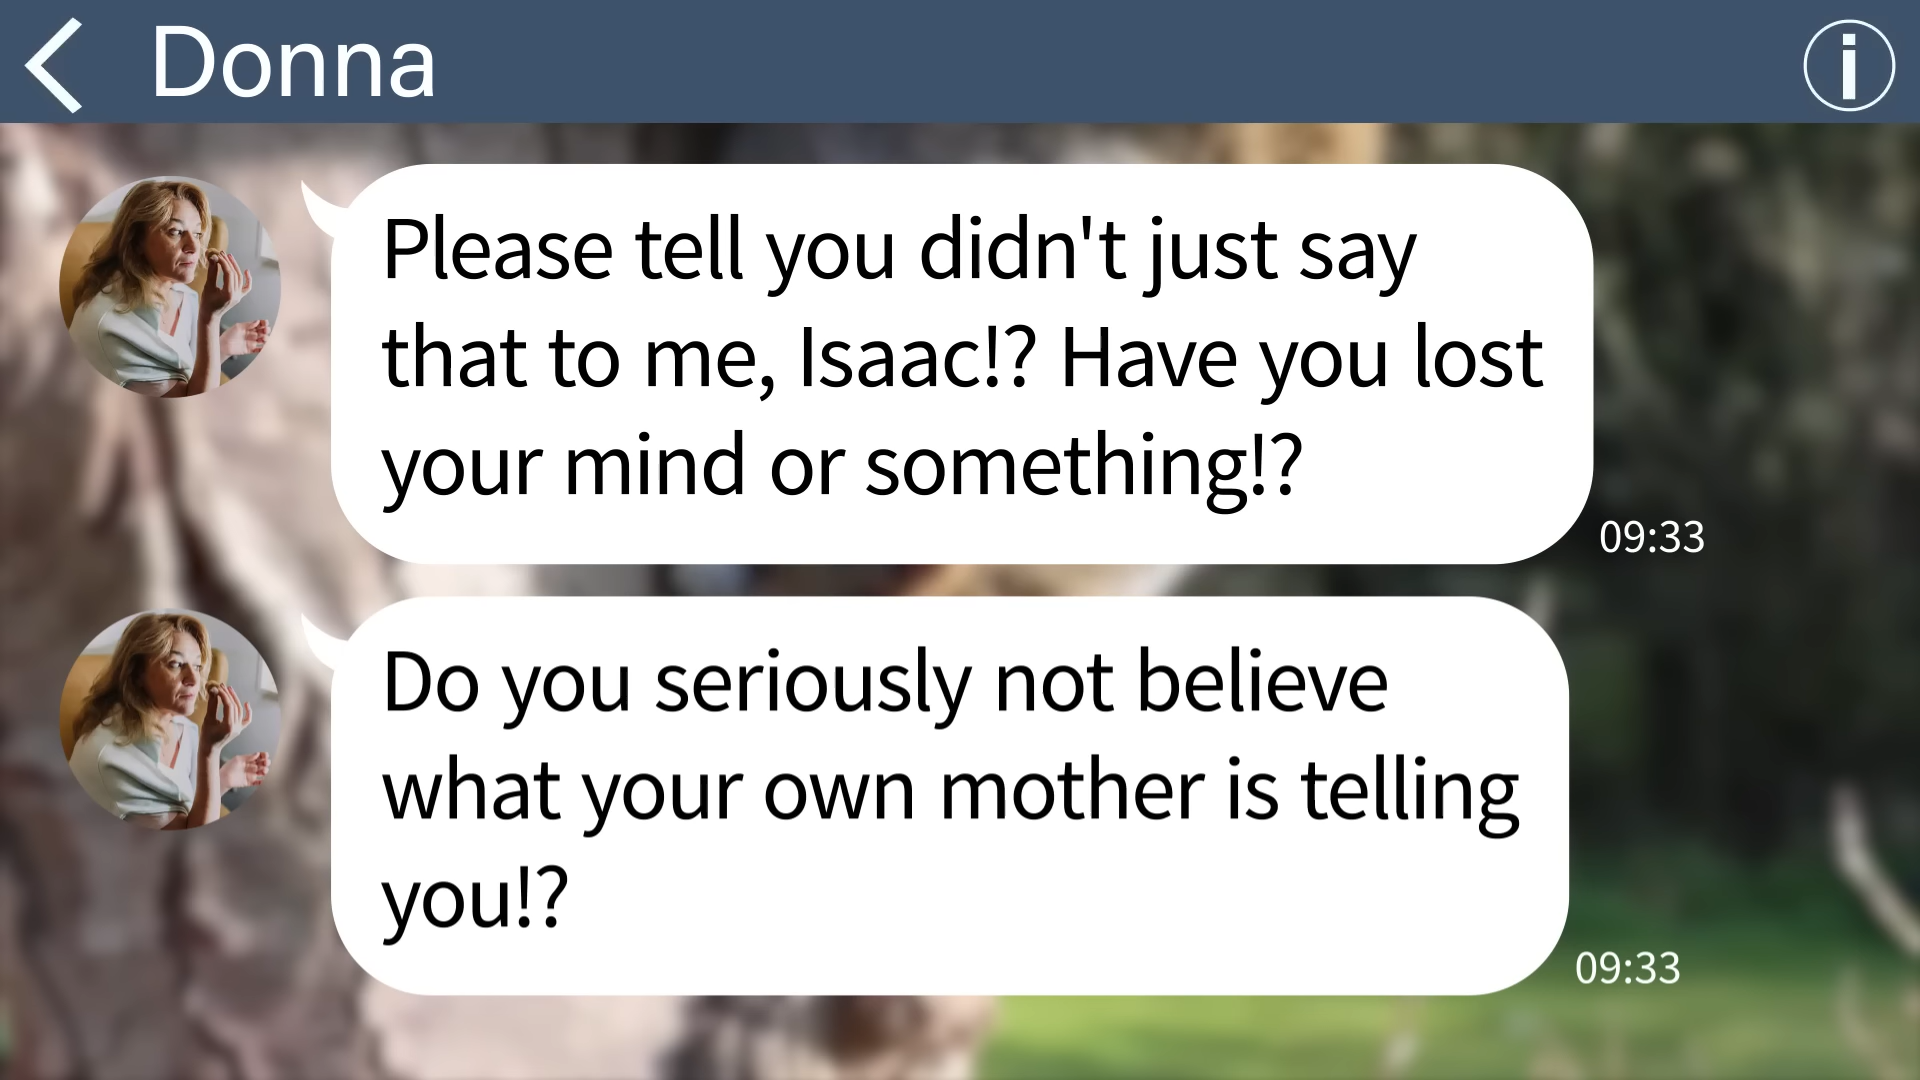 Donna
Please tell you didn't just say
that to me, Isaac!? Have you lost
your mind or something!?
09:33
Do you seriously not believe
what your own mother is telling
you!?
09:33